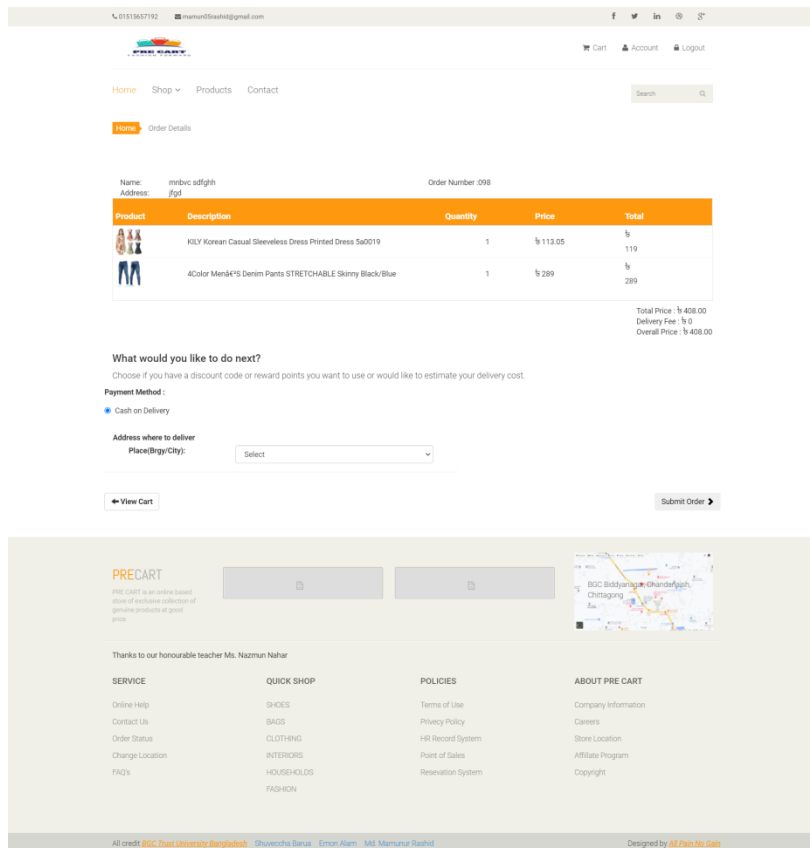 01515657192 mamun05rashid@gmail.com
PRE CART
Cart Account Logout
Home Shop Products Contact
Search
Home Order Details
Name: mnbvc sdfghh Order Number :098
Address: jfgd
Product Description Quantity Price Total
KILY Korean Casual Sleeveless Dress Printed Dress 5a0019 1 ৳ 113.05 ৳
119
4Color Menâ€²S Denim Pants STRETCHABLE Skinny Black/Blue 1 ৳ 289 ৳
289
Total Price : ৳ 408.00
Delivery Fee : ৳ 0
Overall Price : ৳ 408.00
What would you like to do next?
Choose if you have a discount code or reward points you want to use or would like to estimate your delivery cost.
Payment Method :
Cash on Delivery
Address where to deliver
Place(Brgy/City): Select
View Cart Submit Order
PRECART
PRE CART is an online based
store of exclusive collection of
genuine products at good
price.
BGC Biddyanagar, Chandanaish,
Chittagong
Thanks to our honourable teacher Ms. Nazmun Nahar
SERVICE QUICK SHOP POLICIES ABOUT PRE CART
Online Help SHOES Terms of Use Company Information
Contact Us BAGS Privecy Policy Careers
Order Status CLOTHING HR Record System Store Location
Change Location INTERIORS Point of Sales Affiliate Program
FAQ's HOUSEHOLDS Resevation System Copyright
FASHION
All credit BGC Trust University Bangladesh Shuveccha Barua Emon Alam Md. Mamunur Rashid Designed by All Pain No Gain